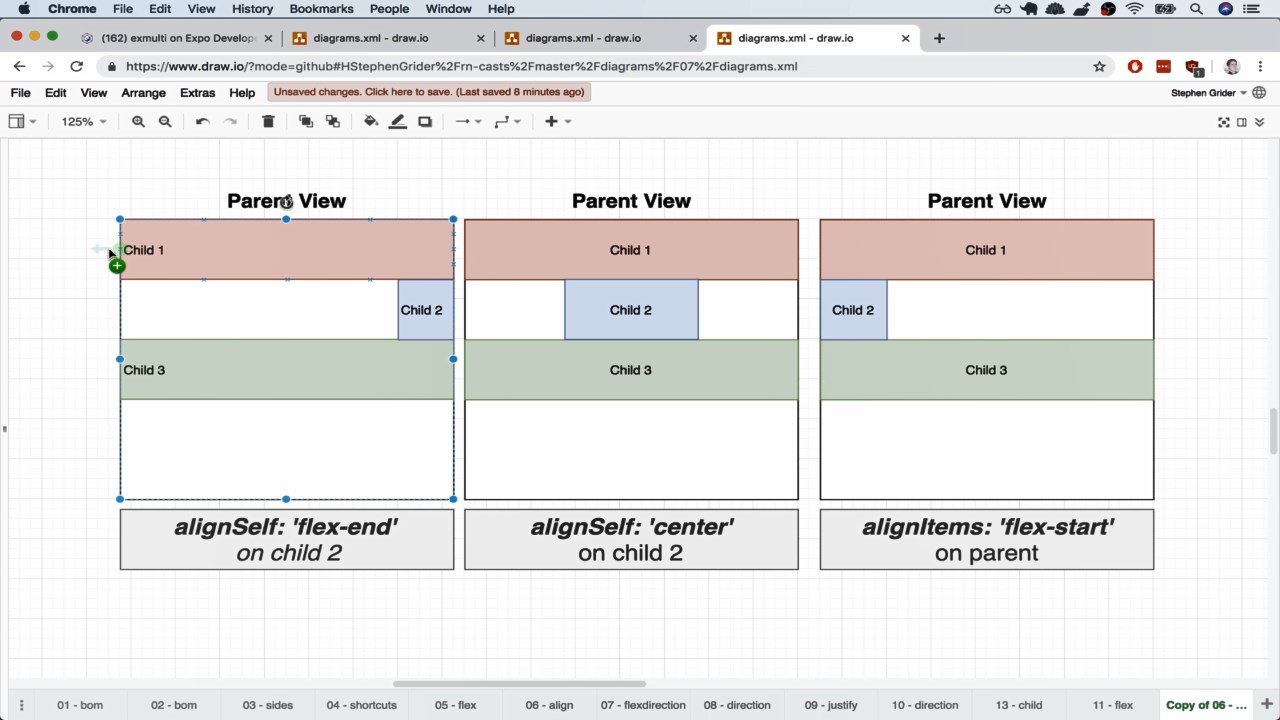 Chrome File Edit View History Bookmarks People Window Help
(162) exmulti on Expo Develop
diagrams.xml - draw.io
diagrams.xml - draw.io
diagrams.xml - draw.io
https://www.draw.io/?mode=github#HStephenGrider%2Frn-casts%2Fmaster%2Fdiagrams%2F07%2Fdiagrams.xml
1
File Edit View Arrange Extras Help Unsaved changes. Click here to save. (Last saved 8 minutes ago) Stephen Grider
125%
Parent View Parent View Parent View
Child 1 Child 1 Child 1
Child 2 Child 2 Child 2
Child 3 Child 3 Child 3
alignSelf: 'flex-end' alignSelf: 'center' alignItems: 'flex-start'
on child 2 on child 2 on parent
01 - bom 02 - bom 03 - sides 04 - shortcuts 05 - flex 06 - align 07 - flexdirection 08 - direction 09 - justify 10 - direction 13 - child 11 - flex Copy of 06 - ...